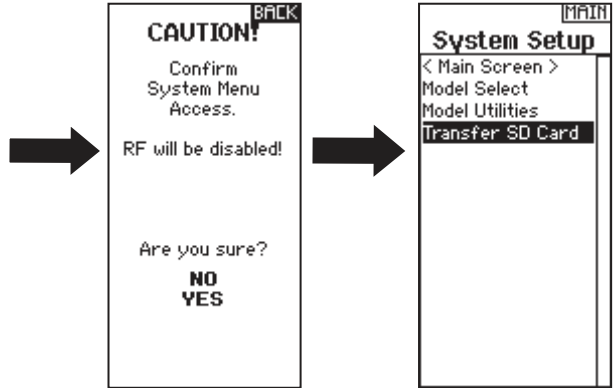 BACK
CAUTION!
Confirm
System Menu
Access.
RF will be disabled!
Are you sure?
NO
YES
MAIN
System Setup
< Main Screen >
Model Select
Model Utilities
Transfer SD Card